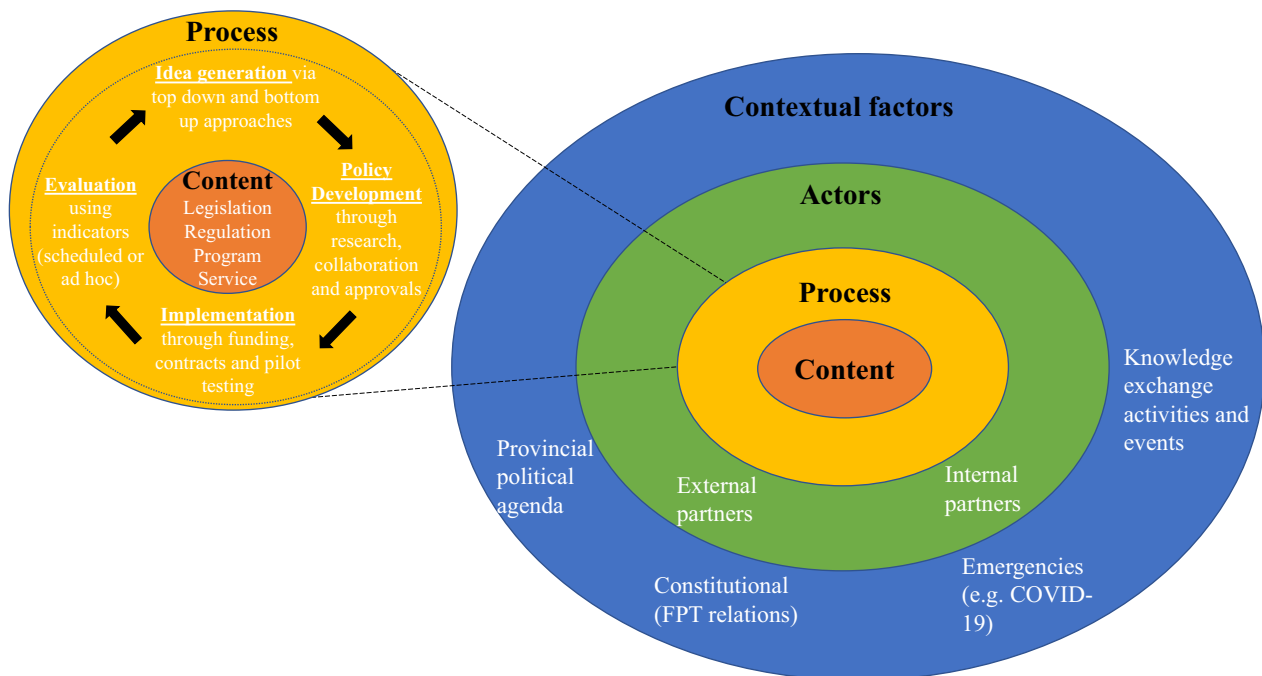 Process
Idea generation via
top down and bottom
up approaches
Policy
Development
through
research,
collaboration
and approvals
Implementation
through funding,
contracts and pilot
testing
Evaluation
using
indicators
(scheduled or
ad hoc)
Content
Legislation
Regulation
Program
Service
Contextual factors
Actors
Process
Content
Knowledge
exchange
activities and
events
Provincial
political
agenda
External
partners
Internal
partners
Constitutional
(FPT relations)
Emergencies
(e.g. COVID-
19)